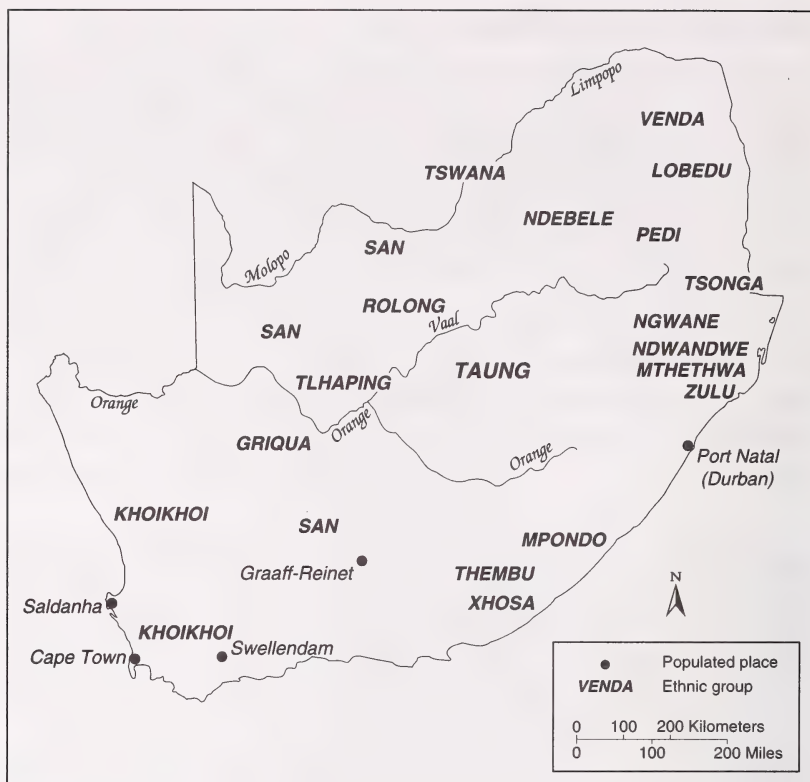 Limpopo
VENDA
TSWANA
LOBEDU
NDEBELE
PEDI
SAN
Molopo
TSONGA
ROLONG
Vaal
NGWANE
SAN
NDWANDWE
MTHETHWA
TAUNG
TLHAPING
ZULU
Orange
Orange
GRIQUA
Orange
Port Natal
(Durban)
KHOIKHOI
SAN
MPONDO
Graaff-Reinet
THEMBU
N
XHOSA
Saldanha
KHOIKHOI
Swellendam
Cape Town
Populated place
VENDA Ethnic group
0 100 200 Kilometers
0 100 200 Miles